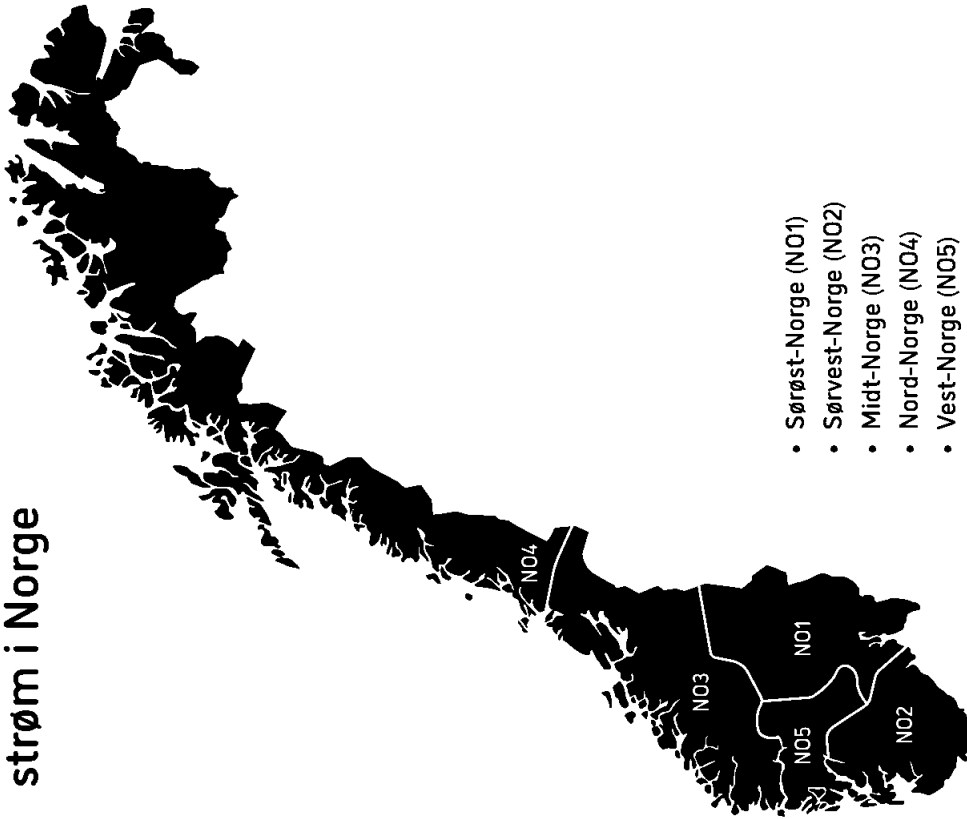 strøm i Norge
NO4
NO3
NO1
NO5
NO2
• Sørøst-Norge (NO1)
• Sørvest-Norge (NO2)
• Midt-Norge (NO3)
• Nord-Norge (NO4)
• Vest-Norge (NO5)